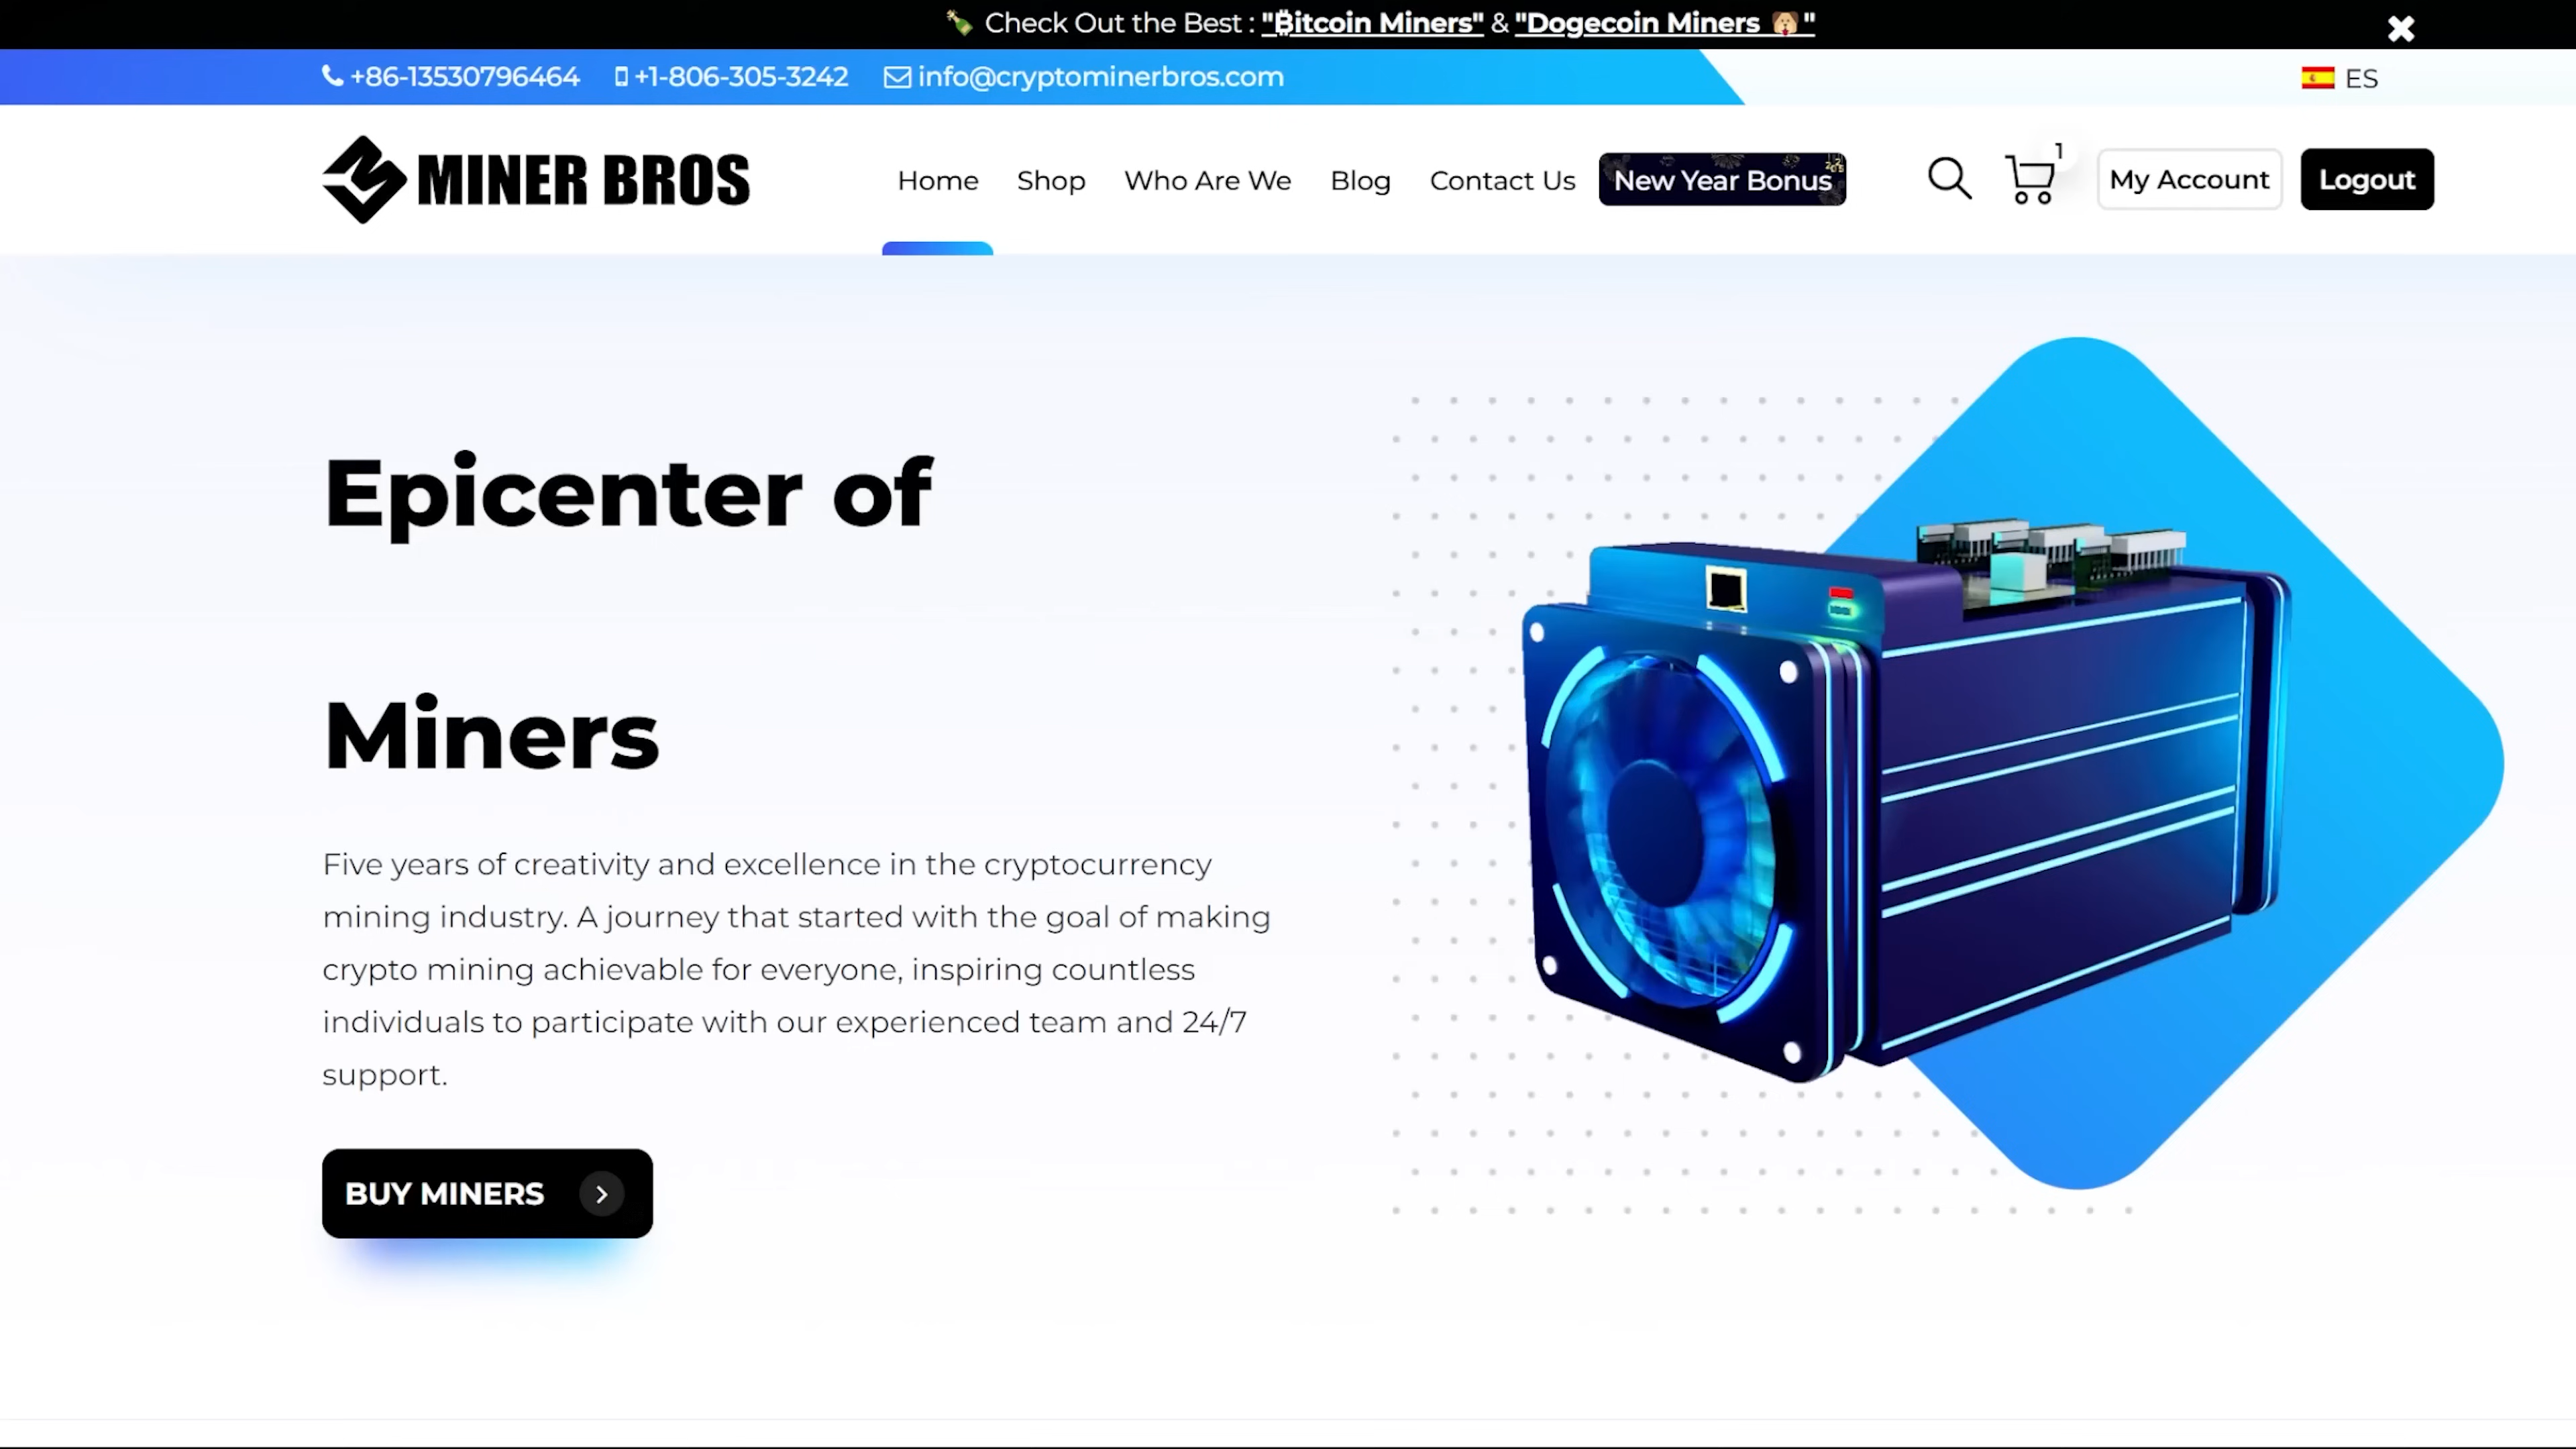 🍾 Check Out the Best : "₿itcoin Miners" & "Dogecoin Miners 🐶"
+86-13530796464 +1-806-305-3242 info@cryptominerbros.com
ES
MINER BROS
Home Shop Who Are We Blog Contact Us New Year Bonus
1
My Account Logout
Epicenter of
Miners
Five years of creativity and excellence in the cryptocurrency
mining industry. A journey that started with the goal of making
crypto mining achievable for everyone, inspiring countless
individuals to participate with our experienced team and 24/7
support.
BUY MINERS